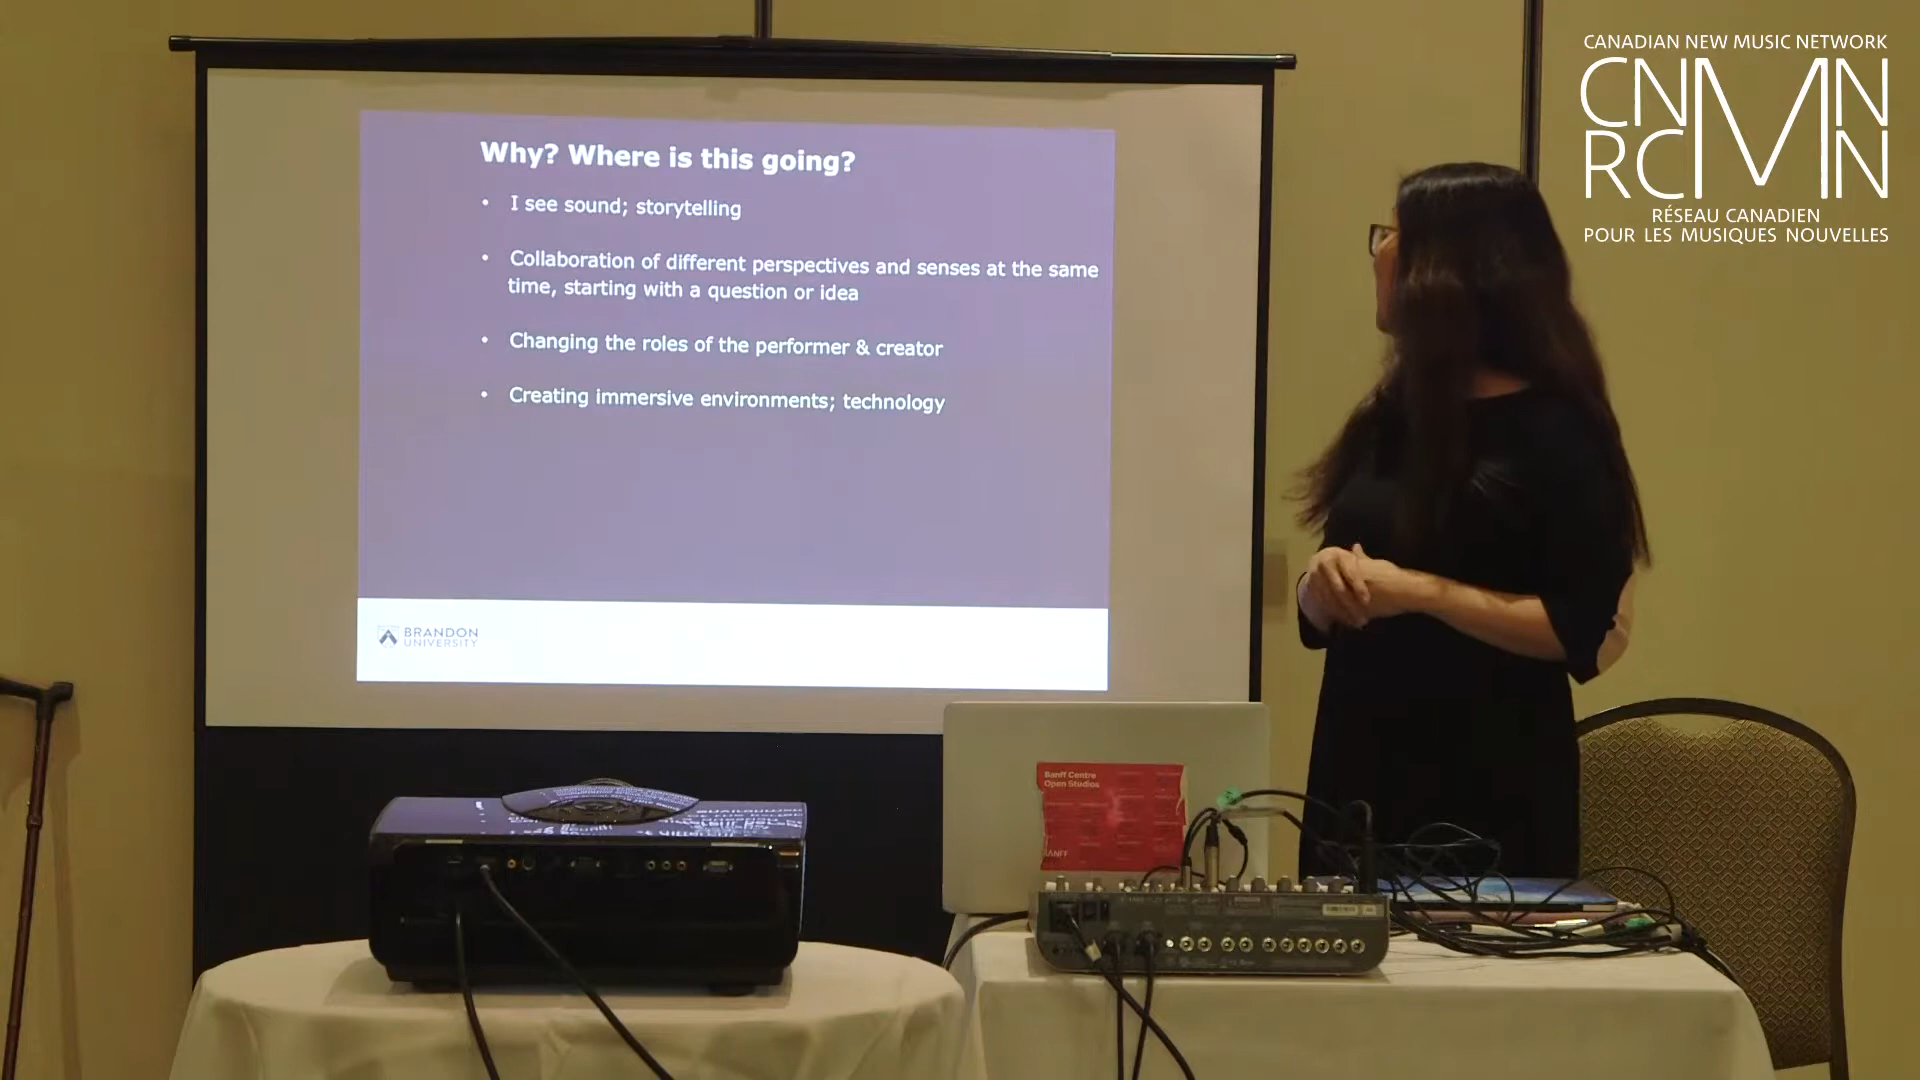 CANADIAN NEW MUSIC NETWORK
CNMN
RCMN
RÉSEAU CANADIEN
POUR LES MUSIQUES NOUVELLES
Why? Where is this going?
• I see sound; storytelling
• Collaboration of different perspectives and senses at the same
time, starting with a question or idea
• Changing the roles of the performer & creator
• Creating immersive environments; technology
BRANDON
UNIVERSITY
Banff Centre
Open Studios
BANFF